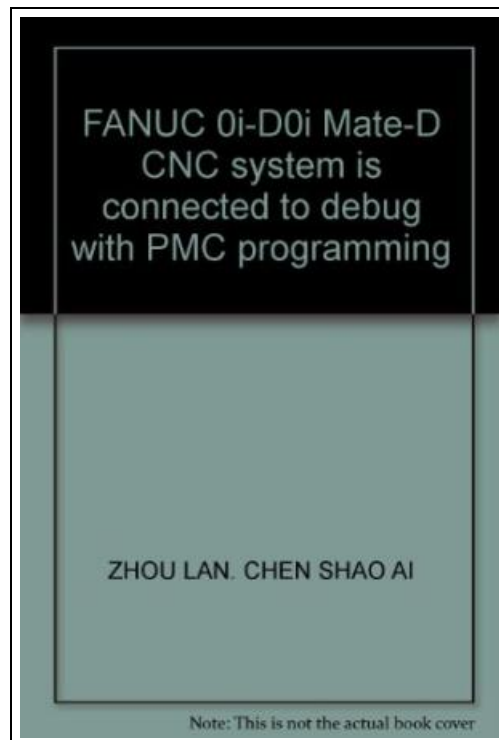 FANUC 0i-D0i Mate-D
CNC system is
connected to debug
with PMC programming
ZHOU LAN. CHEN SHAO AI
Note: This is not the actual book cover